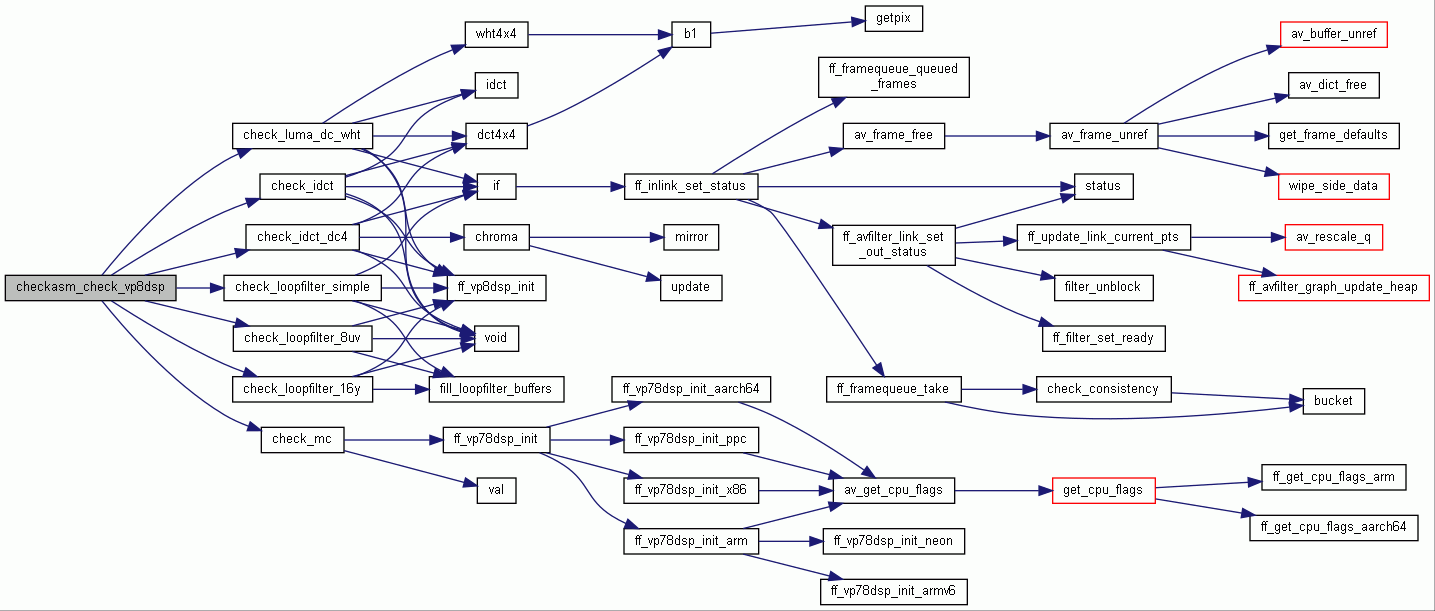 getpix
wht4x4
b1
av_buffer_unref
ff_framequeue_queued
_frames
idct
av_dict_free
check_luma_dc_wht
dct4x4
av_frame_free
av_frame_unref
get_frame_defaults
check_idct
if
ff_inlink_set_status
status
wipe_side_data
check_idct_dc4
chroma
mirror
ff_avfilter_link_set
_out_status
ff_update_link_current_pts
av_rescale_q
checkasm_check_vp8dsp
check_loopfilter_simple
ff_vp8dsp_init
update
filter_unblock
ff_avfilter_graph_update_heap
check_loopfilter_8uv
void
ff_filter_set_ready
check_loopfilter_16y
fill_loopfilter_buffers
ff_vp78dsp_init_aarch64
ff_framequeue_take
check_consistency
bucket
check_mc
ff_vp78dsp_init
ff_vp78dsp_init_ppc
val
ff_vp78dsp_init_x86
av_get_cpu_flags
get_cpu_flags
ff_get_cpu_flags_arm
ff_get_cpu_flags_aarch64
ff_vp78dsp_init_arm
ff_vp78dsp_init_neon
ff_vp78dsp_init_armv6